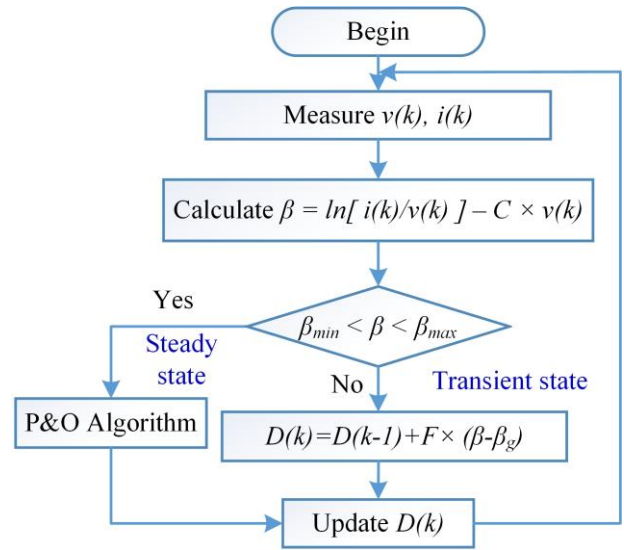 Begin
Measure v(k), i(k)
Calculate β = ln[ i(k)/v(k) ] – C × v(k)
β_min < β < β_max
Yes
Steady
state
No
Transient state
P&O Algorithm
D(k)=D(k-1)+F× (β-β_g)
Update D(k)